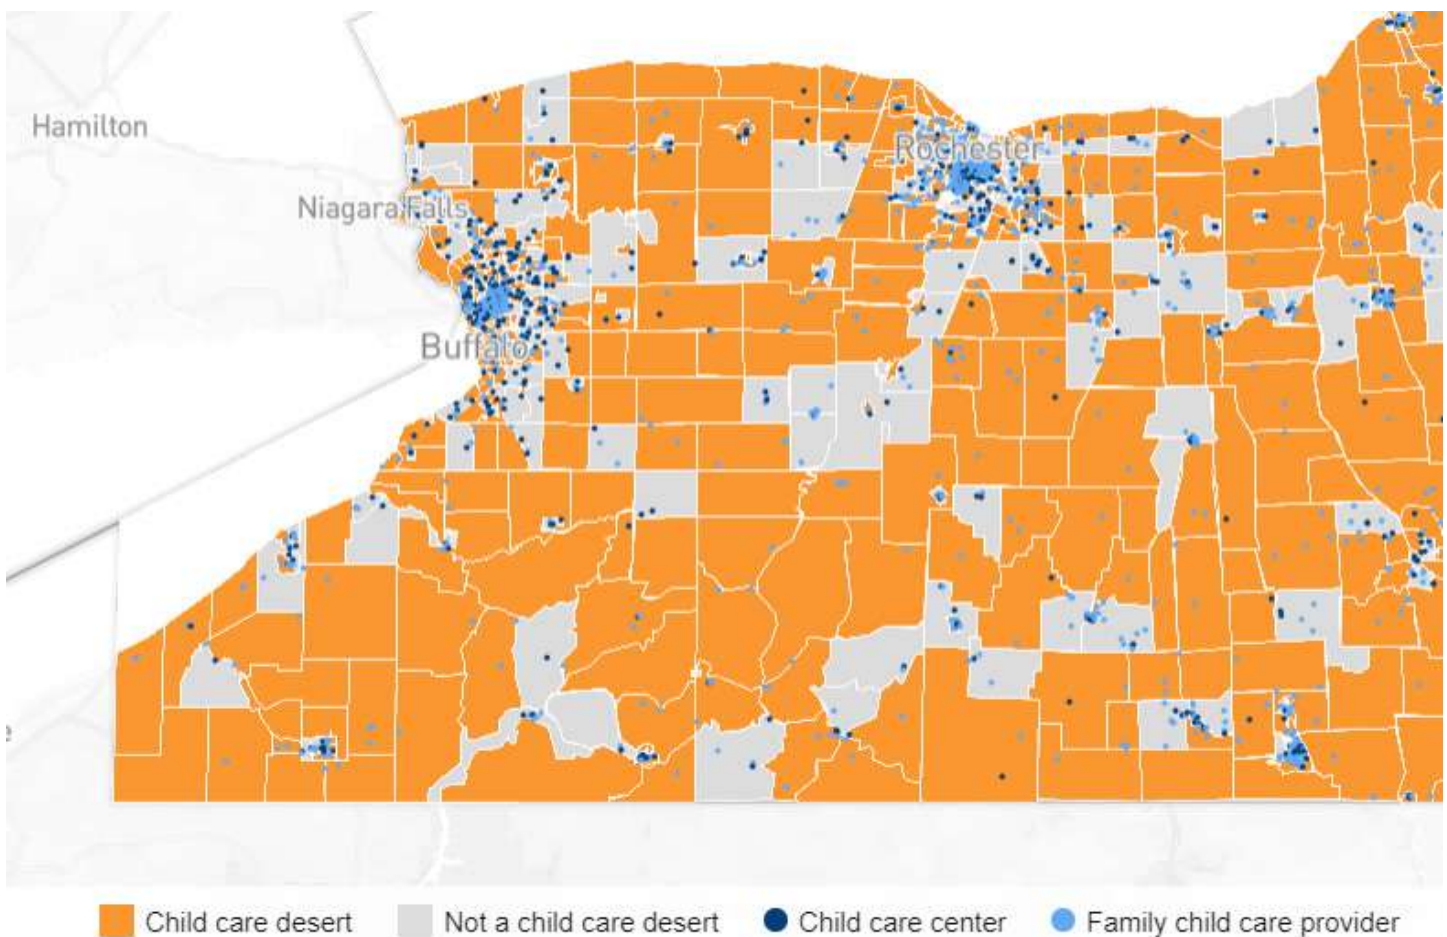 Hamilton
Rochester
Niagara Falls
Buffalo
Child care desert
Not a child care desert
Child care center
Family child care provider